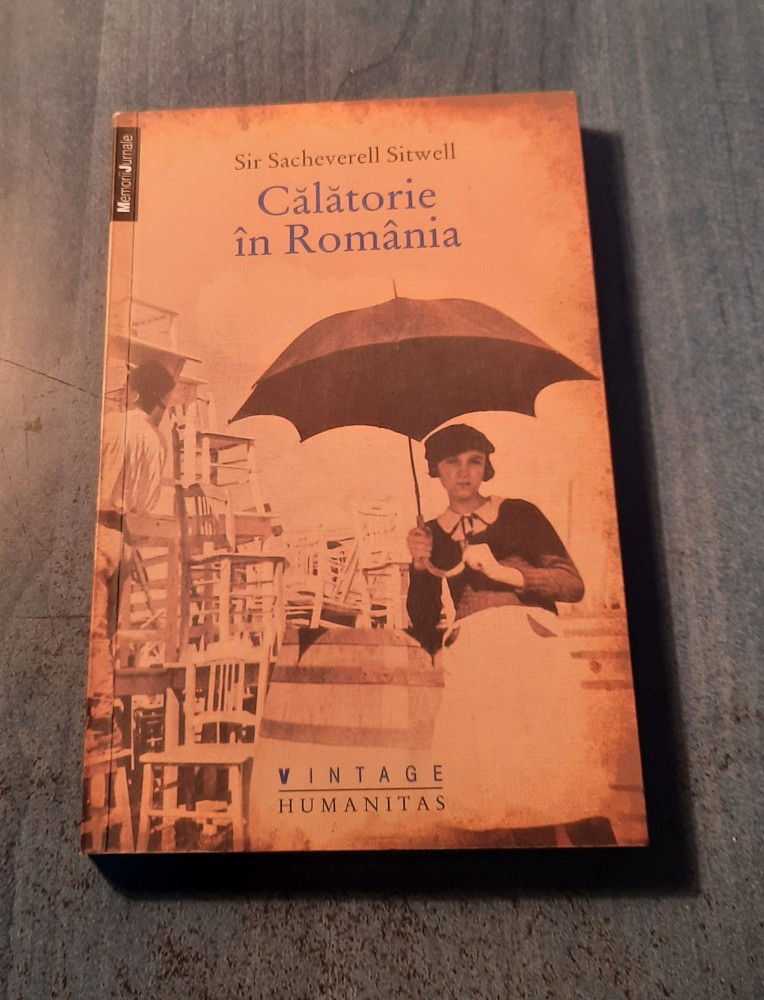 MemoriiJurnale
Sir Sacheverell Sitwell
Călătorie
în România
VINTAGE
HUMANITAS